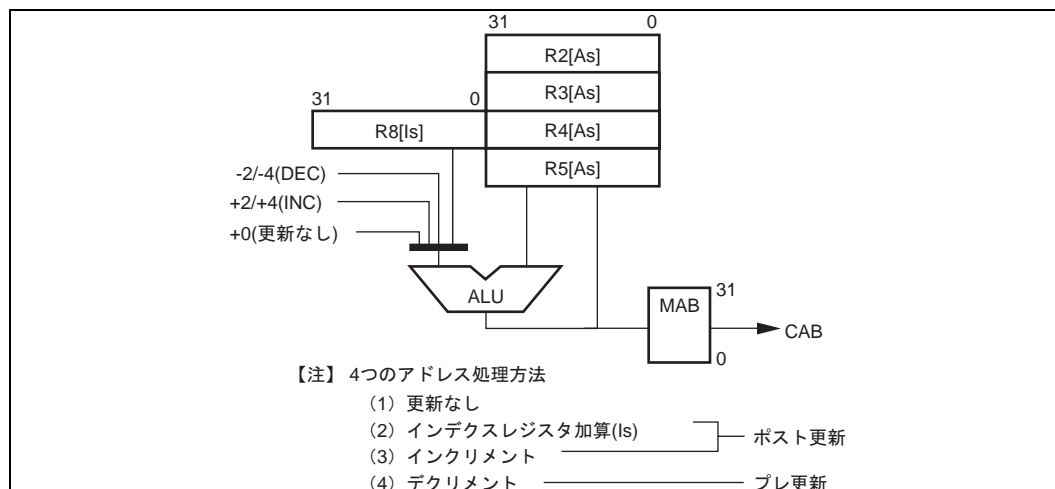 31 0
R2[As]
R3[As]
31 0
R8[Is] R4[As]
R5[As]
-2/-4(DEC)
+2/+4(INC)
+0(更新なし)
ALU
MAB
31
CAB
0
【注】 4つのアドレス処理方法
（1）更新なし
（2）インデクスレジスタ加算(Is)
ポスト更新
（3）インクリメント
（4）デクリメント プレ更新